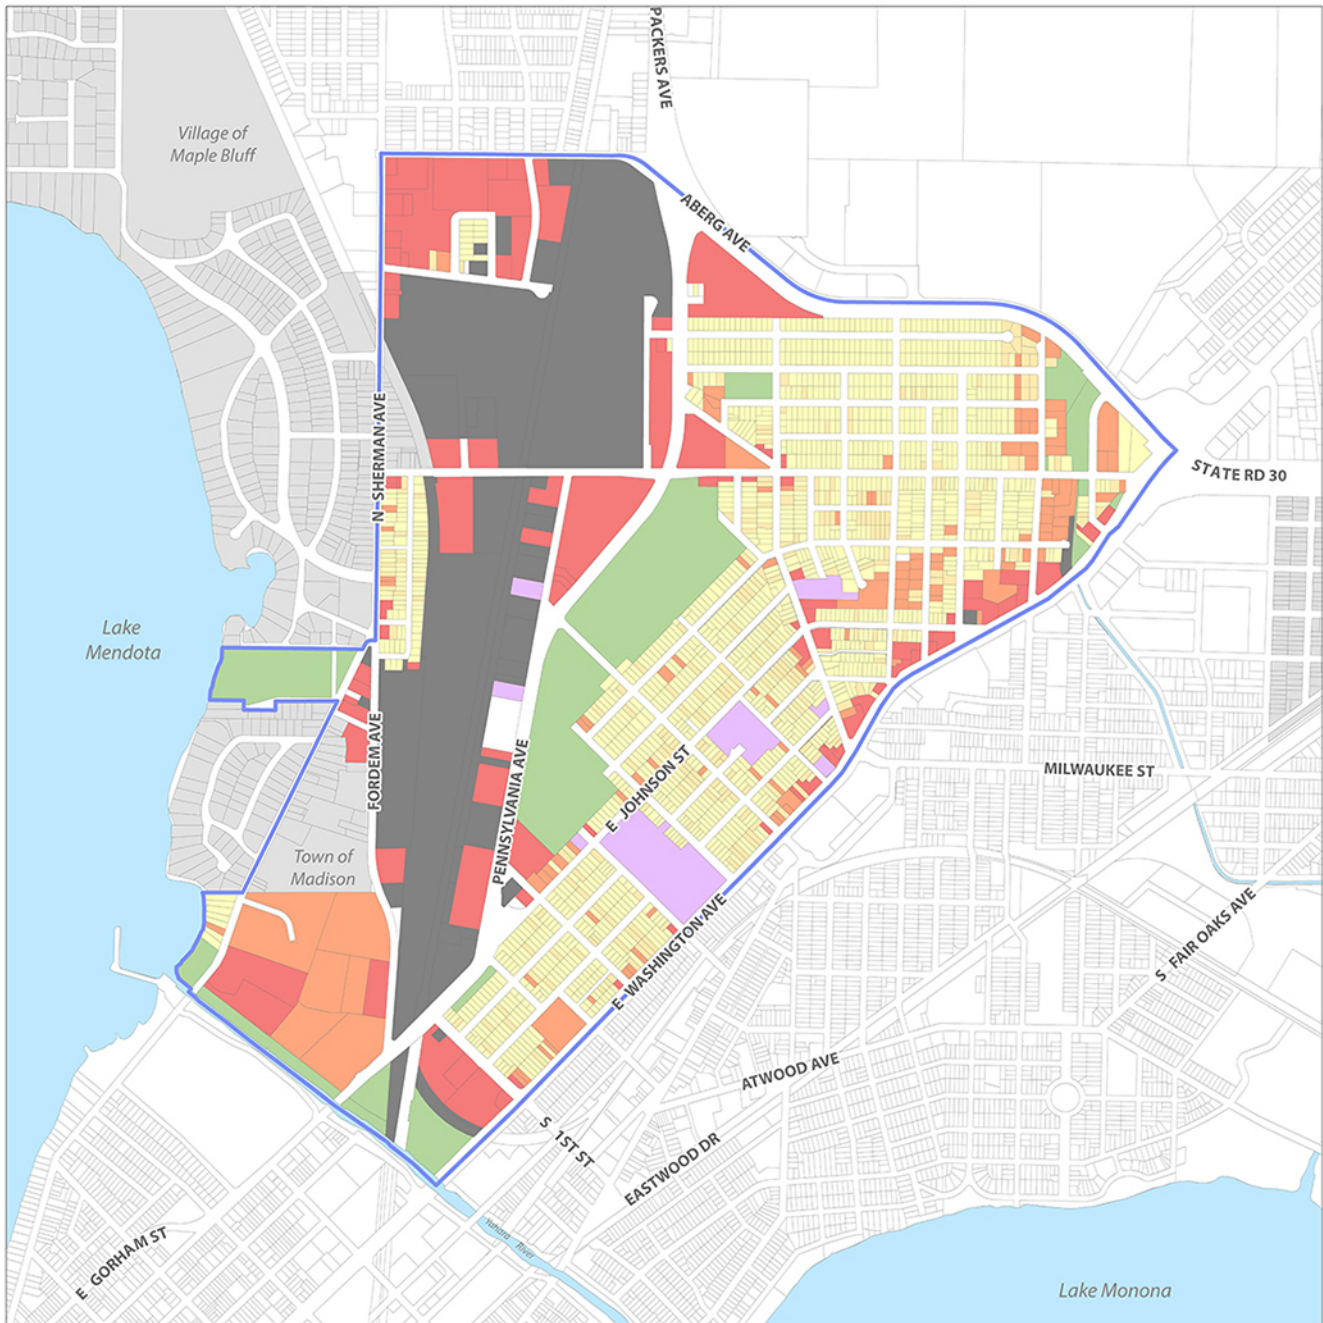 PACKERS AVE
Village of
Maple Bluff
ABERG AVE
N SHERMAN AVE
STATE RD 30
Lake
Mendota
FORDEM AVE
PENNSYLVANIA AVE
E JOHNSON ST
MILWAUKEE ST
Town of
Madison
E WASHINGTON AVE
S FAIR OAKS AVE
ATWOOD AVE
S 1ST ST
EASTWOOD DR
Yahara River
E GORHAM ST
Lake Monona